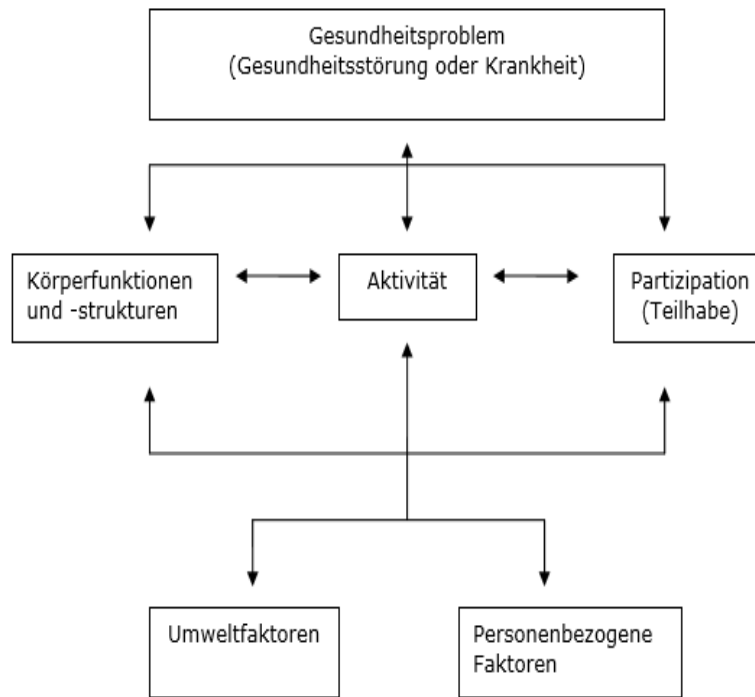 Gesundheitsproblem
(Gesundheitsstörung oder Krankheit)
Körperfunktionen
und -strukturen
Aktivität
Partizipation
(Teilhabe)
Umweltfaktoren
Personenbezogene
Faktoren